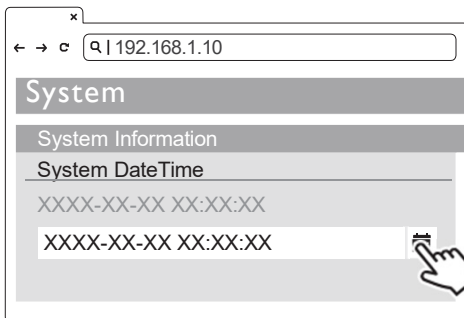 192.168.1.10
System
System Information
System DateTime
XXXX-XX-XX XX:XX:XX
XXXX-XX-XX XX:XX:XX